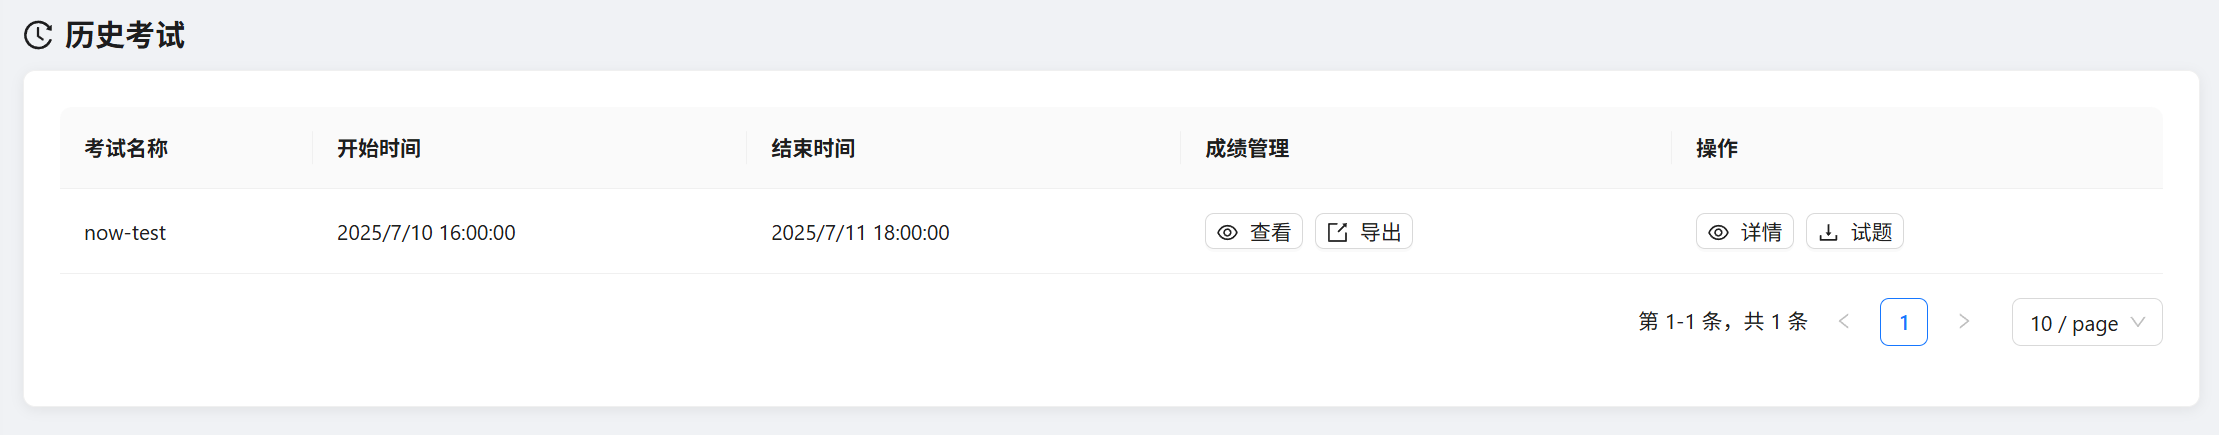 历史考试
考试名称 开始时间 结束时间 成绩管理 操作
now-test 2025/7/10 16:00:00 2025/7/11 18:00:00 查看 导出 详情 试题
第 1-1 条，共 1 条 1 10 / page